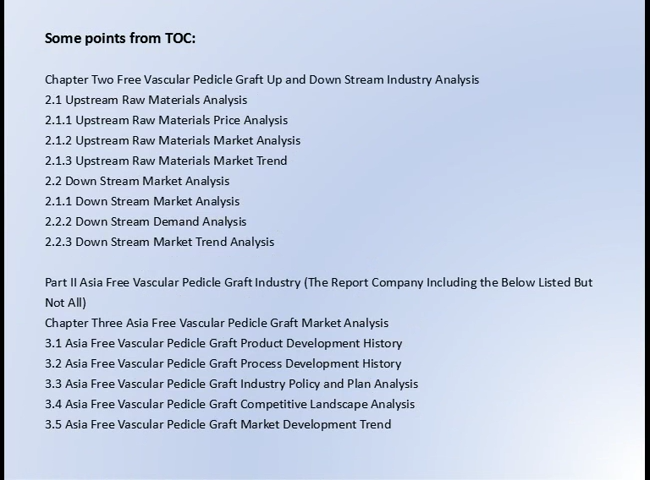 Some points from TOC:
Chapter Two Free Vascular Pedicle Graft Up and Down Stream Industry Analysis
2.1 Upstream Raw Materials Analysis
2.1.1 Upstream Raw Materials Price Analysis
2.1.2 Upstream Raw Materials Market Analysis
2.1.3 Upstream Raw Materials Market Trend
2.2 Down Stream Market Analysis
2.1.1 Down Stream Market Analysis
2.2.2 Down Stream Demand Analysis
2.2.3 Down Stream Market Trend Analysis
Part II Asia Free Vascular Pedicle Graft Industry (The Report Company Including the Below Listed But
Not All)
Chapter Three Asia Free Vascular Pedicle Graft Market Analysis
3.1 Asia Free Vascular Pedicle Graft Product Development History
3.2 Asia Free Vascular Pedicle Graft Process Development History
3.3 Asia Free Vascular Pedicle Graft Industry Policy and Plan Analysis
3.4 Asia Free Vascular Pedicle Graft Competitive Landscape Analysis
3.5 Asia Free Vascular Pedicle Graft Market Development Trend